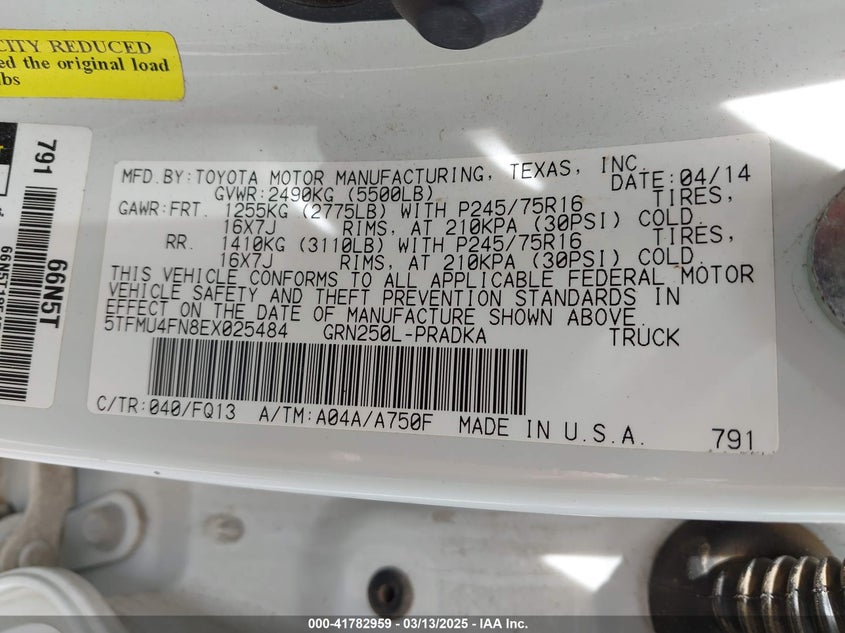 CITY REDUCED
ed the original load
lbs
791
66N5T
MFD.BY:TOYOTA MOTOR MANUFACTURING, TEXAS, INC.
GVWR:2490KG (5500LB) DATE:04/14
GAWR:FRT. 1255KG (2775LB) WITH P245/75R16 TIRES,
16X7J RIMS, AT 210KPA (30PSI) COLD.
RR. 1410KG (3110LB) WITH P245/75R16 TIRES,
16X7J RIMS, AT 210KPA (30PSI) COLD.
THIS VEHICLE CONFORMS TO ALL APPLICABLE FEDERAL MOTOR
VEHICLE SAFETY AND THEFT PREVENTION STANDARDS IN
EFFECT ON THE DATE OF MANUFACTURE SHOWN ABOVE.
5TFMU4FN8EX025484 GRN250L-PRADKA TRUCK
C/TR:040/FQ13 A/TM:A04A/A750F MADE IN U.S.A. 791
000-41782959 - 03/13/2025 - IAA Inc.